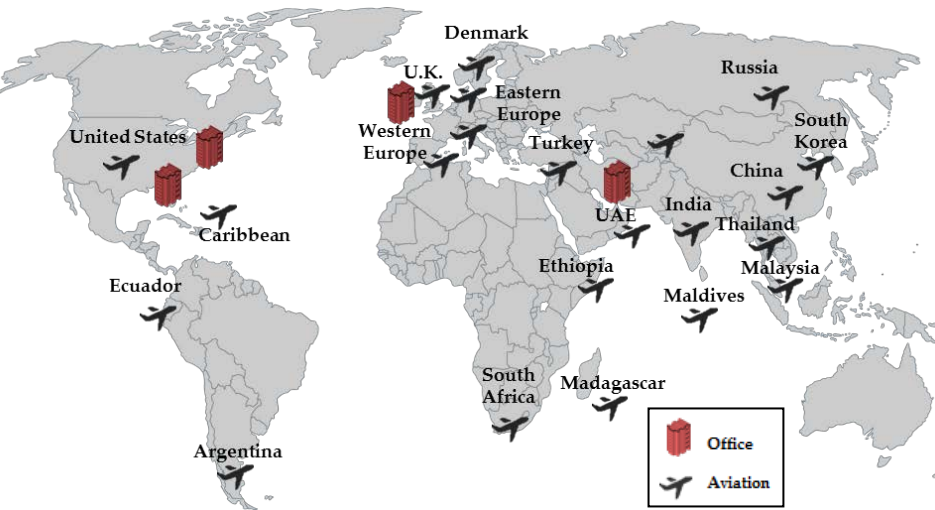 Denmark
U.K.
Russia
Eastern
Europe
South
Korea
United States
Western
Europe
Turkey
China
India
UAE
Thailand
Caribbean
Ethiopia
Malaysia
Ecuador
Maldives
South
Africa
Madagascar
Argentina
Office
Aviation